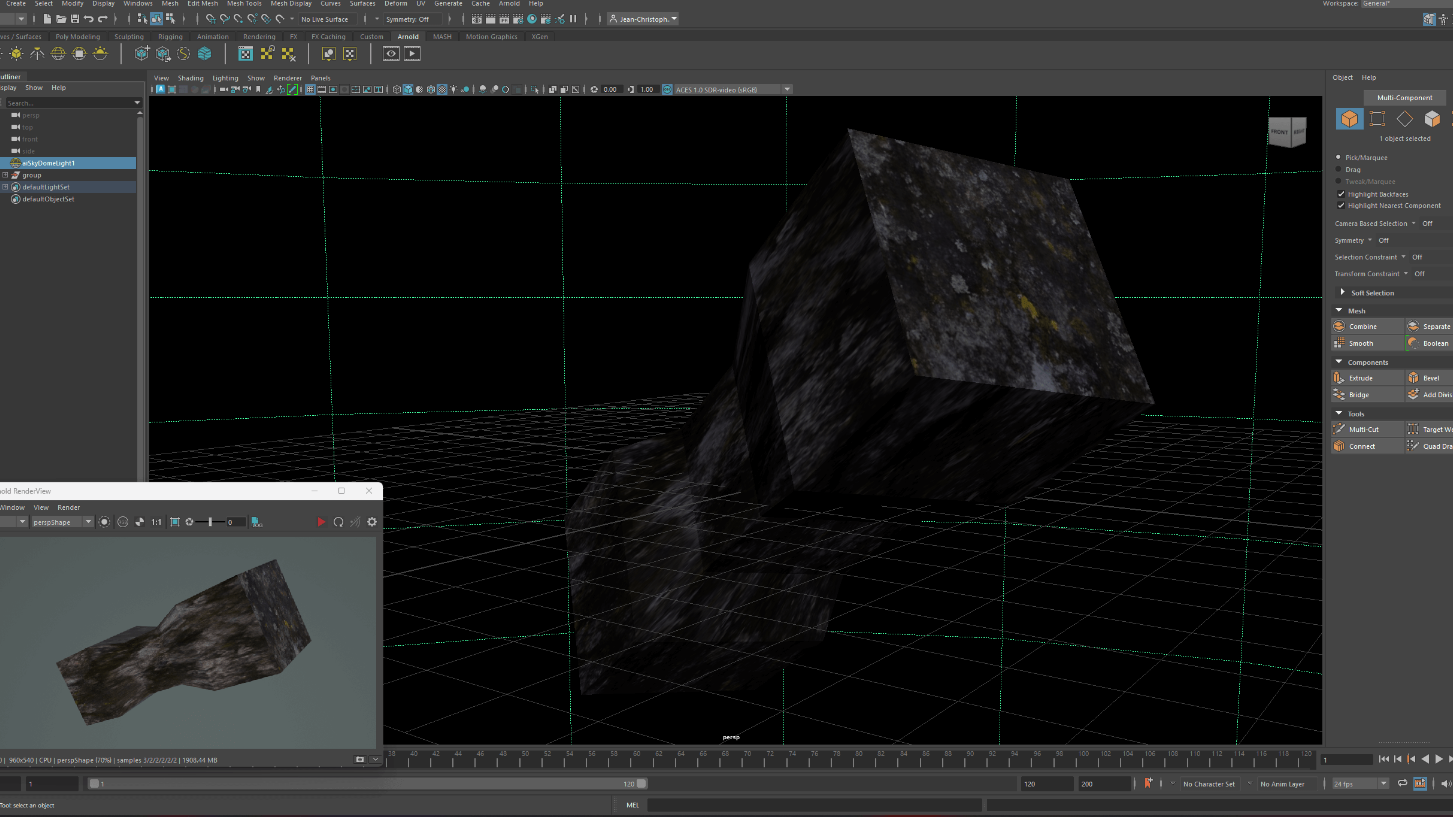 Create Select Modify Display Windows Mesh Edit Mesh Mesh Tools Mesh Display Curves Surfaces Deform UV Generate Cache Arnold Help
Workspace: General*
No Live Surface Symmetry: Off Jean-Christoph..
ves / Surfaces Poly Modeling Sculpting Rigging Animation Rendering FX FX Caching Custom Arnold MASH Motion Graphics XGen
utliner
splay Show Help
Search...
persp
top
front
side
aiSkyDomeLight1
group
defaultLightSet
defaultObjectSet
View Shading Lighting Show Renderer Panels
0.00 1.00 ACES 1.0 SDR-video (sRGB)
FRONT
persp
Object Help
Multi-Component
1 object selected
Pick/Marquee
Drag
Tweak/Marquee
Highlight Backfaces
Highlight Nearest Component
Camera Based Selection Off
Symmetry Off
Selection Constraint Off
Transform Constraint Off
Soft Selection
Mesh
Combine Separate
Smooth Boolean
Components
Extrude Bevel
Bridge Add Divis
Tools
Multi-Cut Target We
Connect Quad Dra
nold RenderView
Window View Render
perspShape 1:1 0
| 960x540 | CPU | perspShape (70%) | samples 3/2/2/2/2/2 | 1908.44 MB
38 40 42 44 46 48 50 52 54 56 58 60 62 64 66 68 70 72 74 76 78 80 82 84 86 88 90 92 94 96 98 100 102 104 106 108 110 112 114 116 118 120
1
1 1 120 120 200 No Character Set No Anim Layer 24 fps
Tool: select an object MEL